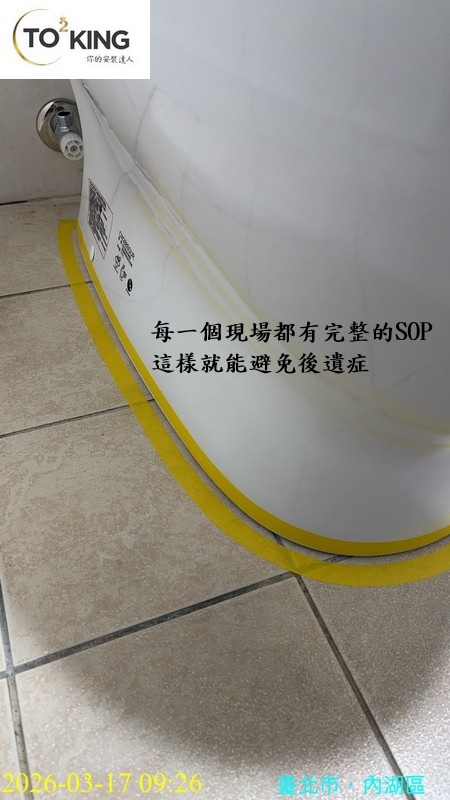 TO²KING
你的安裝達人
每一個現場都有完整的SOP
這樣就能避免後遺症
2026-03-17 09:26
臺北市·內湖區